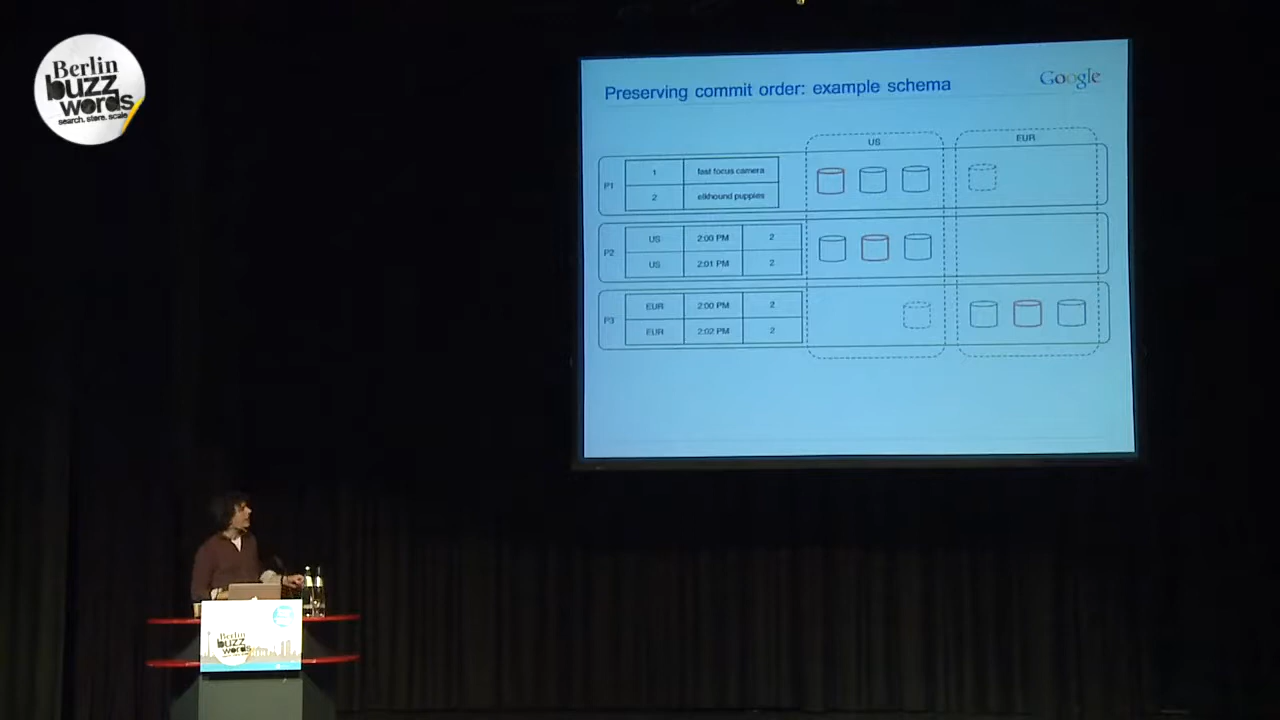 Berlin
buzz
words
search. store. scale
Preserving commit order: example schema
Google
US
EUR
P1
1
fast focus camera
2
elkhound puppies
P2
US
2:00 PM
2
US
2:01 PM
2
P3
EUR
2:00 PM
2
EUR
2:02 PM
2
Berlin
buzz
words